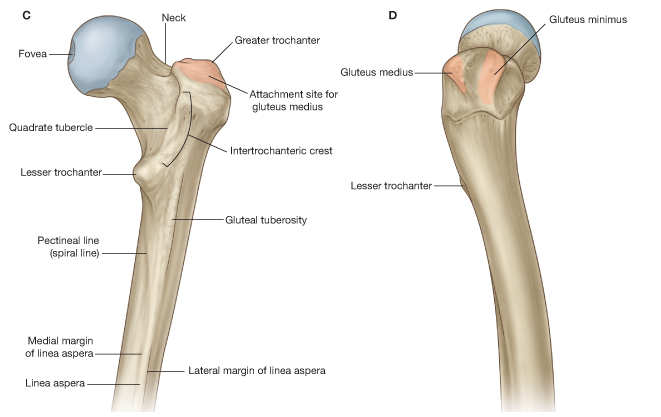 C
Neck
Fovea
Greater trochanter
Attachment site for
gluteus medius
Quadrate tubercle
Intertrochanteric crest
Lesser trochanter
Gluteal tuberosity
Pectineal line
(spiral line)
Medial margin
of linea aspera
Lateral margin of linea aspera
Linea aspera
D
Gluteus minimus
Gluteus medius
Lesser trochanter